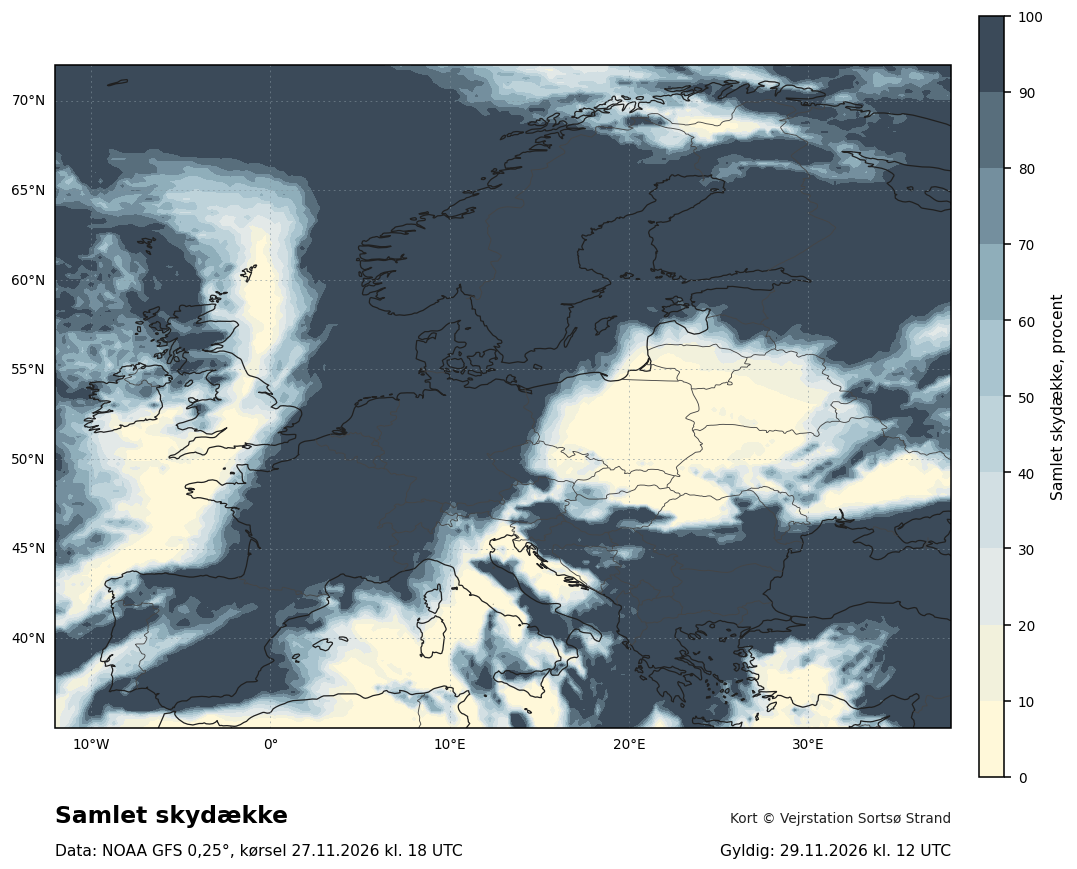 70°N
65°N
60°N
55°N
50°N
45°N
40°N
10°W 0° 10°E 20°E 30°E
100
90
80
70
60
50
40
30
20
10
0
Samlet skydække, procent
Samlet skydække
Kort © Vejrstation Sortsø Strand
Data: NOAA GFS 0,25°, kørsel 27.11.2026 kl. 18 UTC
Gyldig: 29.11.2026 kl. 12 UTC